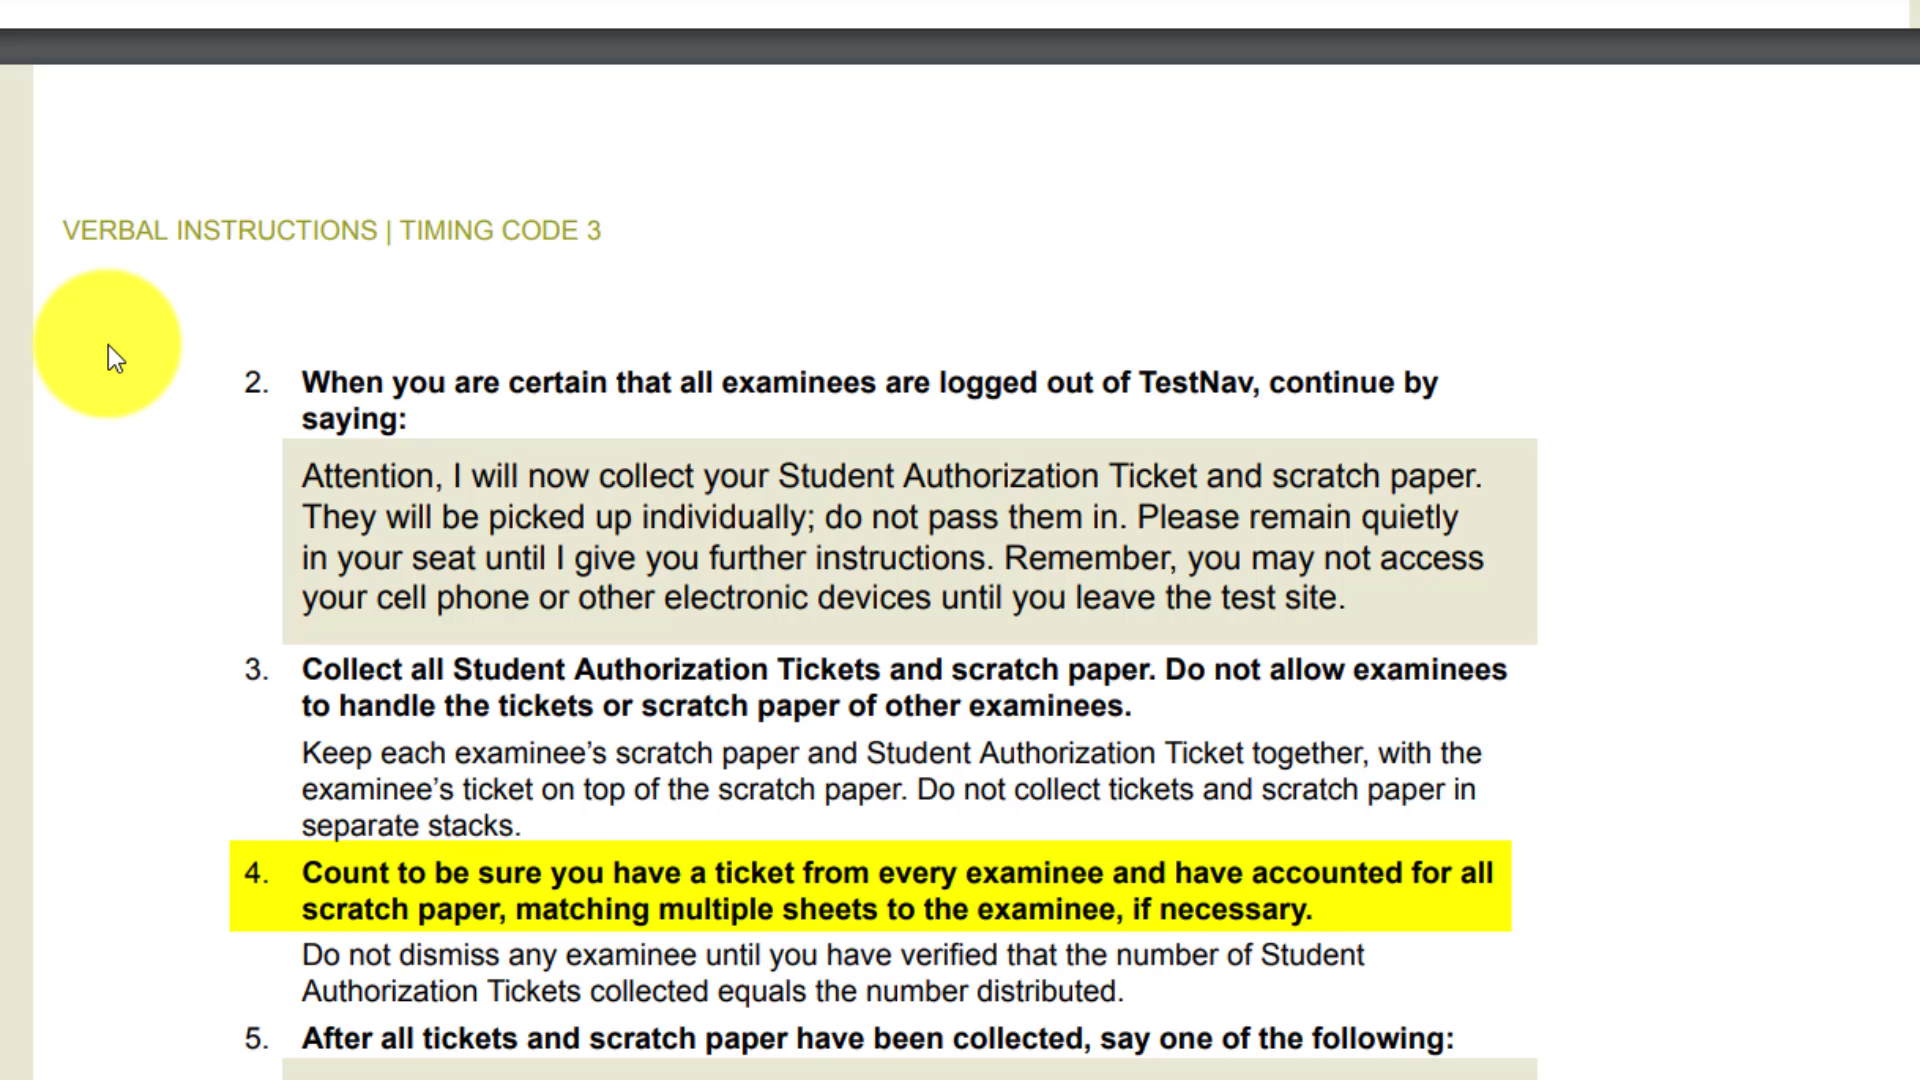 VERBAL INSTRUCTIONS | TIMING CODE 3
2. When you are certain that all examinees are logged out of TestNav, continue by
saying:
Attention, I will now collect your Student Authorization Ticket and scratch paper.
They will be picked up individually; do not pass them in. Please remain quietly
in your seat until I give you further instructions. Remember, you may not access
your cell phone or other electronic devices until you leave the test site.
3. Collect all Student Authorization Tickets and scratch paper. Do not allow examinees
to handle the tickets or scratch paper of other examinees.
Keep each examinee’s scratch paper and Student Authorization Ticket together, with the
examinee’s ticket on top of the scratch paper. Do not collect tickets and scratch paper in
separate stacks.
4. Count to be sure you have a ticket from every examinee and have accounted for all
scratch paper, matching multiple sheets to the examinee, if necessary.
Do not dismiss any examinee until you have verified that the number of Student
Authorization Tickets collected equals the number distributed.
5. After all tickets and scratch paper have been collected, say one of the following: